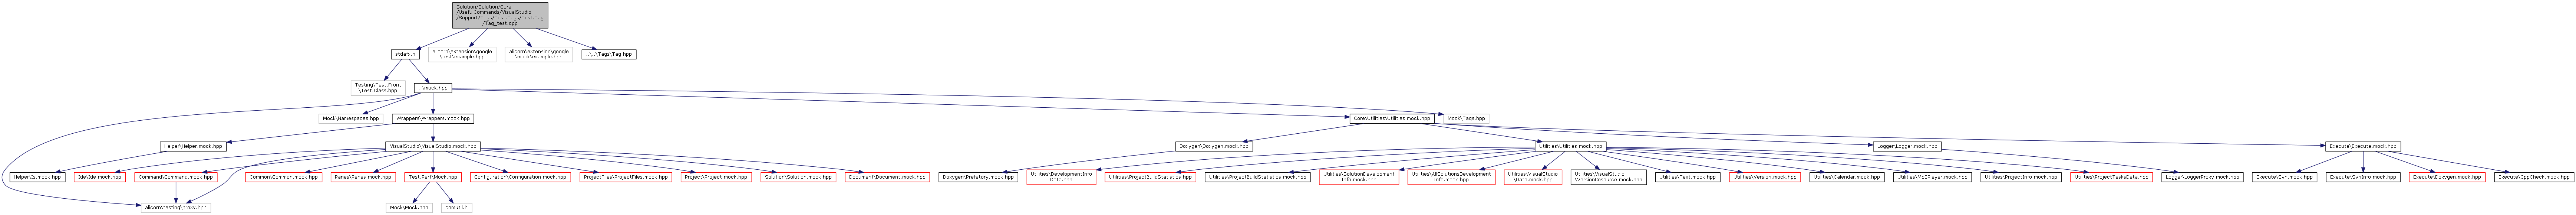 Solution/Solution/Core
/UsefulCommands/VisualStudio
/Support/Tags/Test.Tags/Test.Tag
/Tag_test.cpp
stdafx.h
alicom\extension\google
\test\example.hpp
alicom\extension\google
\mock\example.hpp
..\..\Tags\Tag.hpp
Testing\Test_Front
\Test.Class.hpp
..\mock.hpp
Mock\Namespaces.hpp
Wrappers\Wrappers.mock.hpp
Core\Utilities\Utilities.mock.hpp
Mock\Tags.hpp
Helper\Helper.mock.hpp
VisualStudio\VisualStudio.mock.hpp
Doxygen\Doxygen.mock.hpp
Utilities\Utilities.mock.hpp
Logger\Logger.mock.hpp
Execute\Execute.mock.hpp
Helper\Is.mock.hpp
Ide\Ide.mock.hpp
Command\Command.mock.hpp
Common\Common.mock.hpp
Panes\Panes.mock.hpp
Test.Part\Mock.hpp
Configuration\Configuration.mock.hpp
ProjectFiles\ProjectFiles.mock.hpp
Project\Project.mock.hpp
Solution\Solution.mock.hpp
Document\Document.mock.hpp
Doxygen\Prefatory.mock.hpp
Utilities\DevelopmentInfo
Data.hpp
Utilities\ProjectBuildStatistics.hpp
Utilities\ProjectBuildStatistics.mock.hpp
Utilities\SolutionDevelopment
Info.mock.hpp
Utilities\AllSolutionsDevelopment
Info.mock.hpp
Utilities\VisualStudio
\Data.mock.hpp
Utilities\VisualStudio
\VersionResource.mock.hpp
Utilities\Text.mock.hpp
Utilities\Version.mock.hpp
Utilities\Calendar.mock.hpp
Utilities\Mp3Player.mock.hpp
Utilities\ProjectInfo.mock.hpp
Utilities\ProjectTasksData.hpp
Logger\LoggerProxy.mock.hpp
Execute\Svn.mock.hpp
Execute\SvnInfo.mock.hpp
Execute\Doxygen.mock.hpp
Execute\CppCheck.mock.hpp
alicom\testing\proxy.hpp
Mock\Mock.hpp
comutil.h